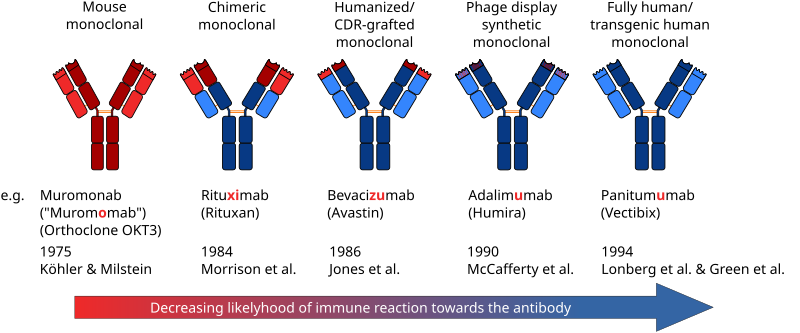 Mouse
monoclonal
Chimeric
monoclonal
Humanized/
CDR-grafted
monoclonal
Phage display
synthetic
monoclonal
Fully human/
transgenic human
monoclonal
e.g.
Muromonab
("Muromomab")
(Orthoclone OKT3)
1975
Köhler & Milstein
Rituximab
(Rituxan)
1984
Morrison et al.
Bevacizumab
(Avastin)
1986
Jones et al.
Adalimumab
(Humira)
1990
McCafferty et al.
Panitumumab
(Vectibix)
1994
Lonberg et al. & Green et al.
Decreasing likelyhood of immune reaction towards the antibody